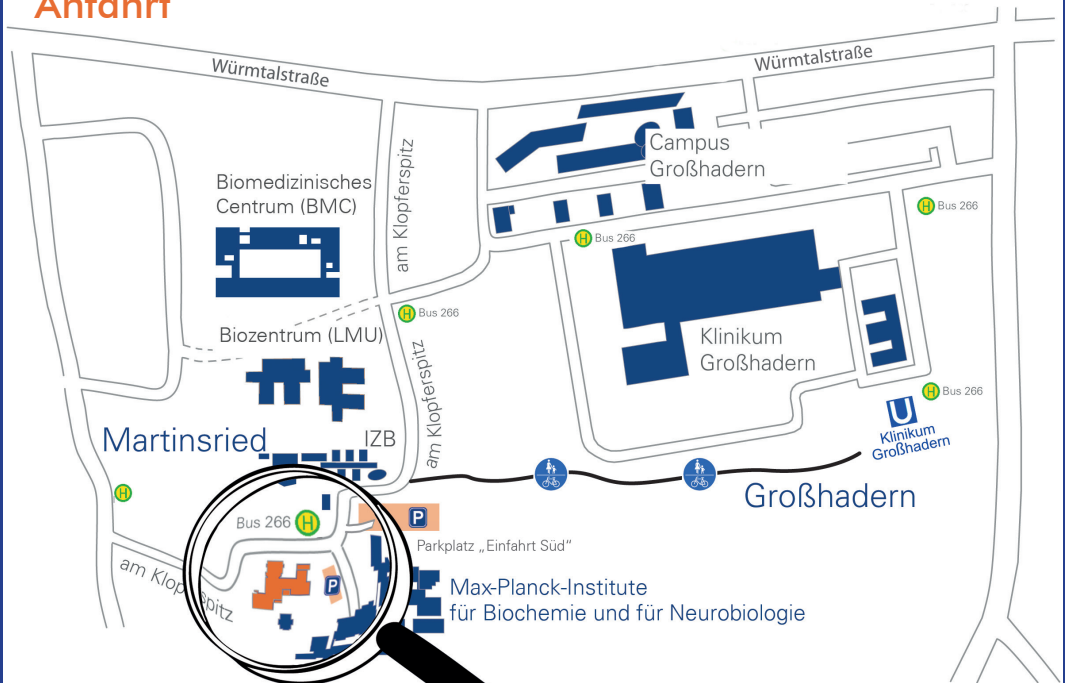 Anfahrt
Würmtalstraße
Würmtalstraße
am Klopferspitz
Campus
Großhadern
Biomedizinisches
Centrum (BMC)
H Bus 266
H Bus 266
H Bus 266
Biozentrum (LMU)
am Klopferspitz
Klinikum
Großhadern
H Bus 266
U
Klinikum
Großhadern
Martinsried
IZB
H
Großhadern
Bus 266 H
P
Parkplatz „Einfahrt Süd“
am Klopferspitz
P
Max-Planck-Institute
für Biochemie und für Neurobiologie